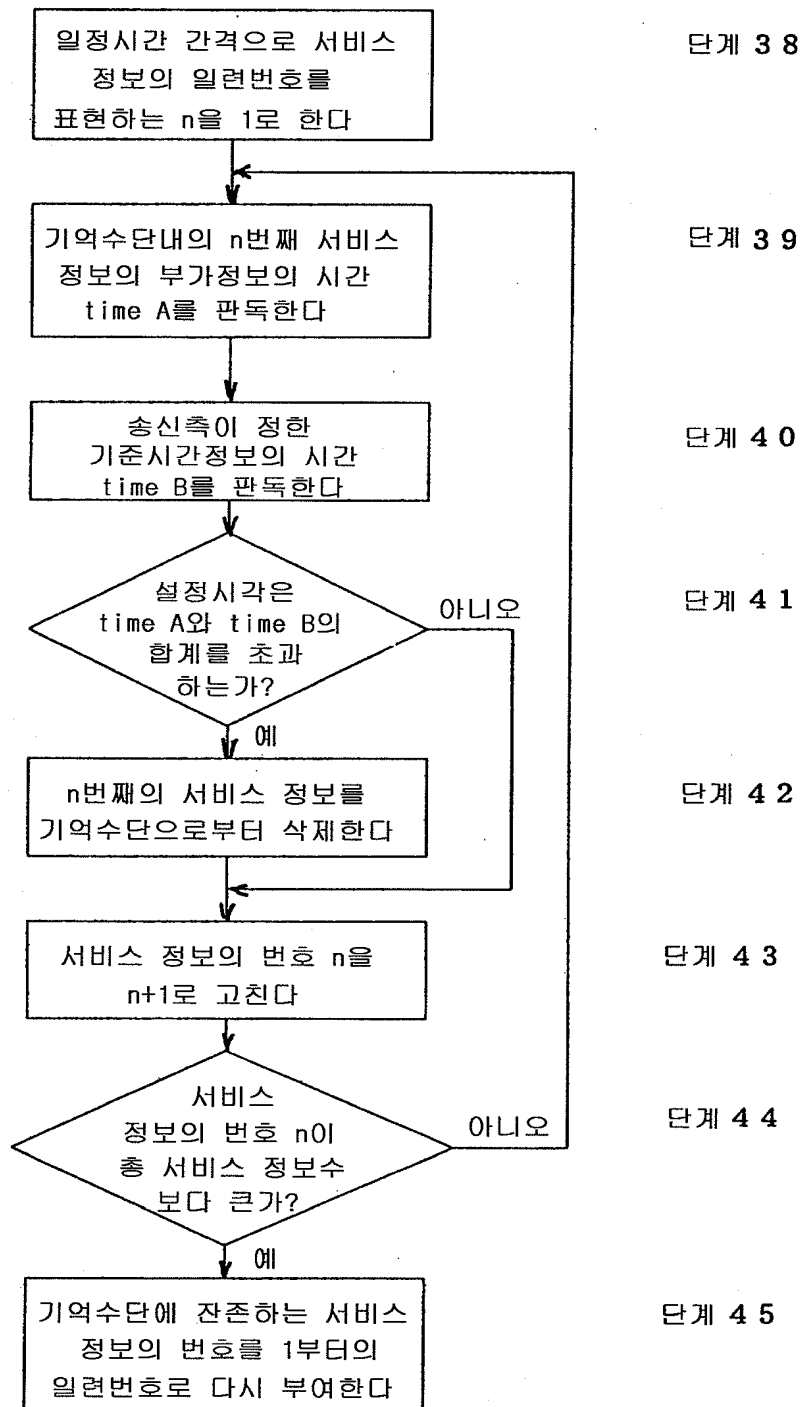 일정시간 간격으로 서비스
정보의 일련번호를
표현하는 n을 1로 한다
단계 38
기억수단내의 n번째 서비스
정보의 부가정보의 시간
time A를 판독한다
단계 39
송신측이 정한
기준시간정보의 시간
time B를 판독한다
단계 40
설정시각은
time A와 time B의
합계를 초과
하는가?
아니오
단계 41
예
n번째의 서비스 정보를
기억수단으로부터 삭제한다
단계 42
서비스 정보의 번호 n을
n+1로 고친다
단계 43
서비스
정보의 번호 n이
총 서비스 정보수
보다 큰가?
아니오
단계 44
예
기억수단에 잔존하는 서비스
정보의 번호를 1부터의
일련번호로 다시 부여한다
단계 45